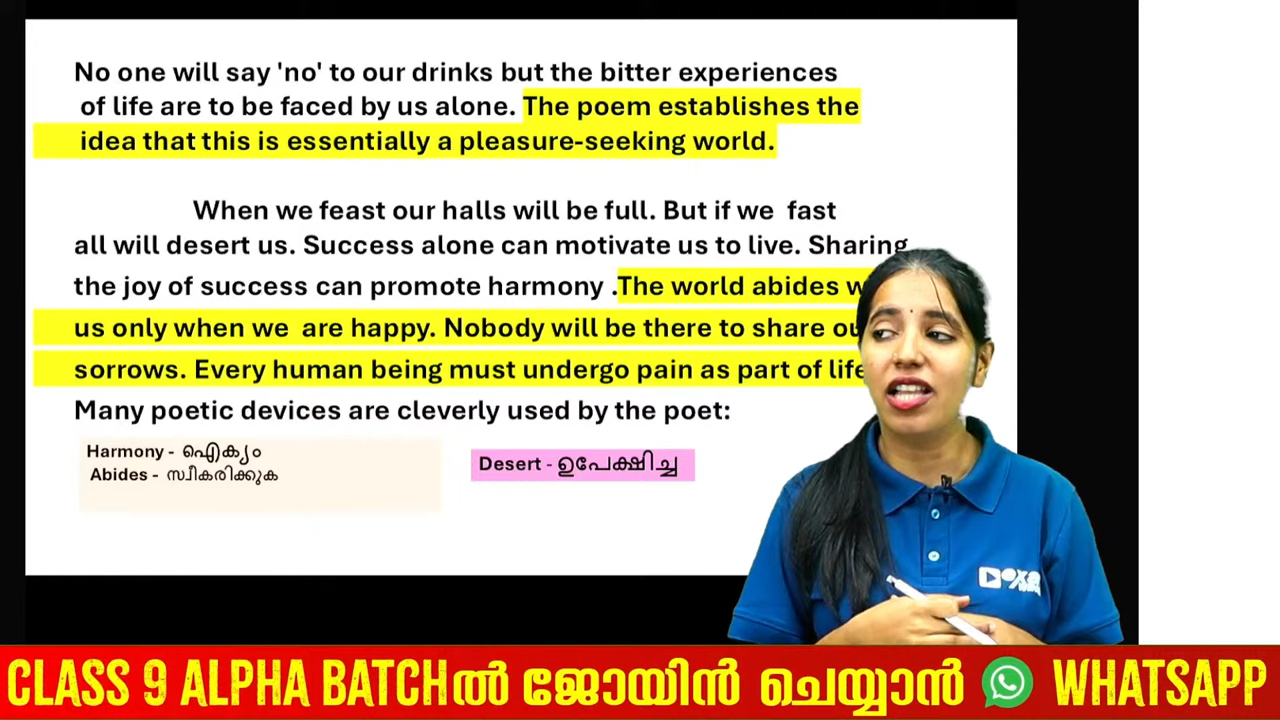 No one will say 'no' to our drinks but the bitter experiences
of life are to be faced by us alone. The poem establishes the
idea that this is essentially a pleasure-seeking world.
When we feast our halls will be full. But if we fast
all will desert us. Success alone can motivate us to live. Sharing
the joy of success can promote harmony .The world abides
us only when we are happy. Nobody will be there to share
sorrows. Every human being must undergo pain as part of life
Many poetic devices are cleverly used by the poet:
Harmony - ഐക്യം
Abides - സ്വീകരിക്കുക
Desert - ഉപേക്ഷിച്ച
CLASS 9 ALPHA BATCHൽ ജോയിൻ ചെയ്യാൻ WHATSAPP